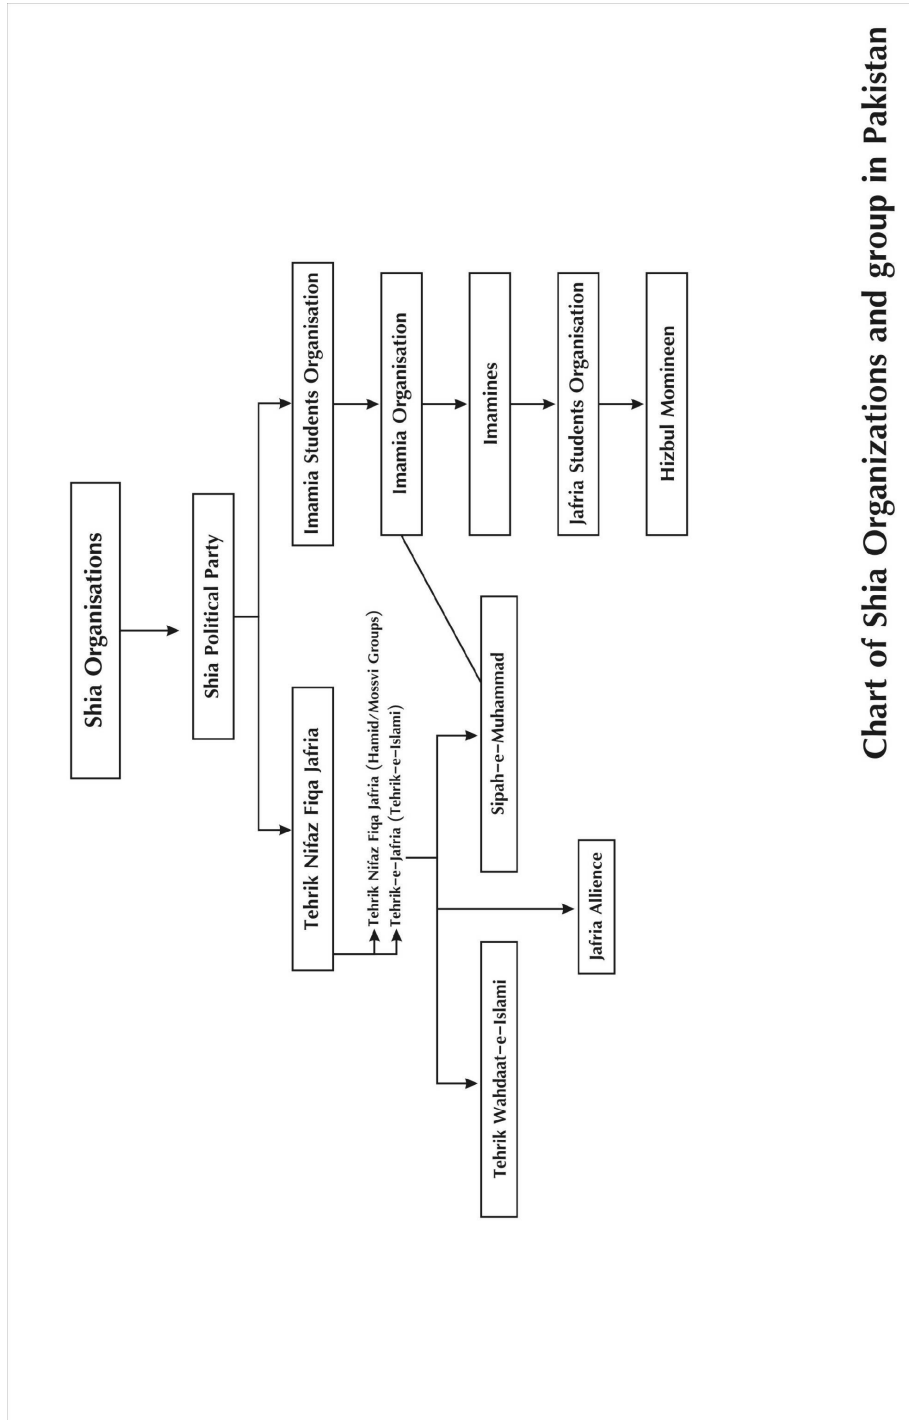 Shia Organisations
Shia Political Party
Tehrik Nifaz Fiqa Jafria
Imamia Students Organisation
Tehrik Nifaz Fiqa Jafria (Hamid/Mossvi Groups)
Tehrik-e-Jafria (Tehrik-e-Islami)
Imamia Organisation
Imamines
Tehrik Wahdaat-e-Islami
Sipah-e-Muhammad
Jafria Students Organisation
Jafria Allience
Hizbul Momineen
Chart of Shia Organizations and group in Pakistan